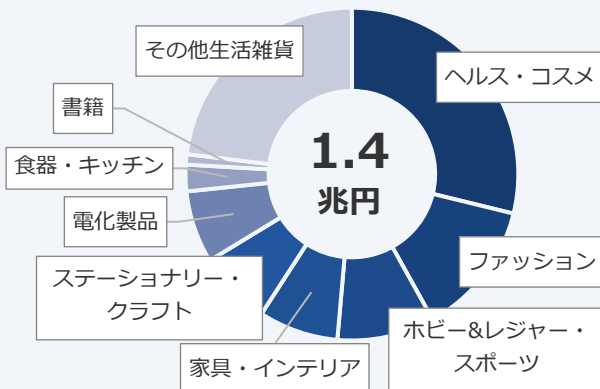 その他生活雑貨
ヘルス・コスメ
書籍
食器・キッチン
電化製品
1.4
兆円
ファッション
ステーショナリー・
クラフト
ホビー&レジャー・
スポーツ
家具・インテリア